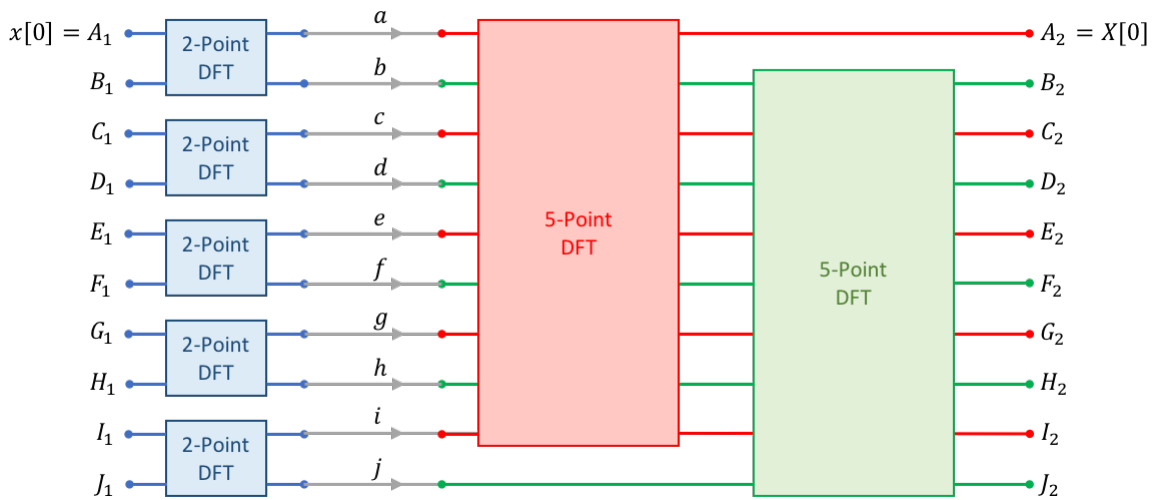 x[0] = A₁
2-Point
DFT
a
A₂ = X[0]
B₁
b
B₂
C₁
2-Point
DFT
c
C₂
D₁
d
D₂
E₁
2-Point
DFT
e
5-Point
DFT
E₂
F₁
f
5-Point
DFT
F₂
G₁
2-Point
DFT
g
G₂
H₁
h
H₂
I₁
2-Point
DFT
i
I₂
J₁
j
J₂